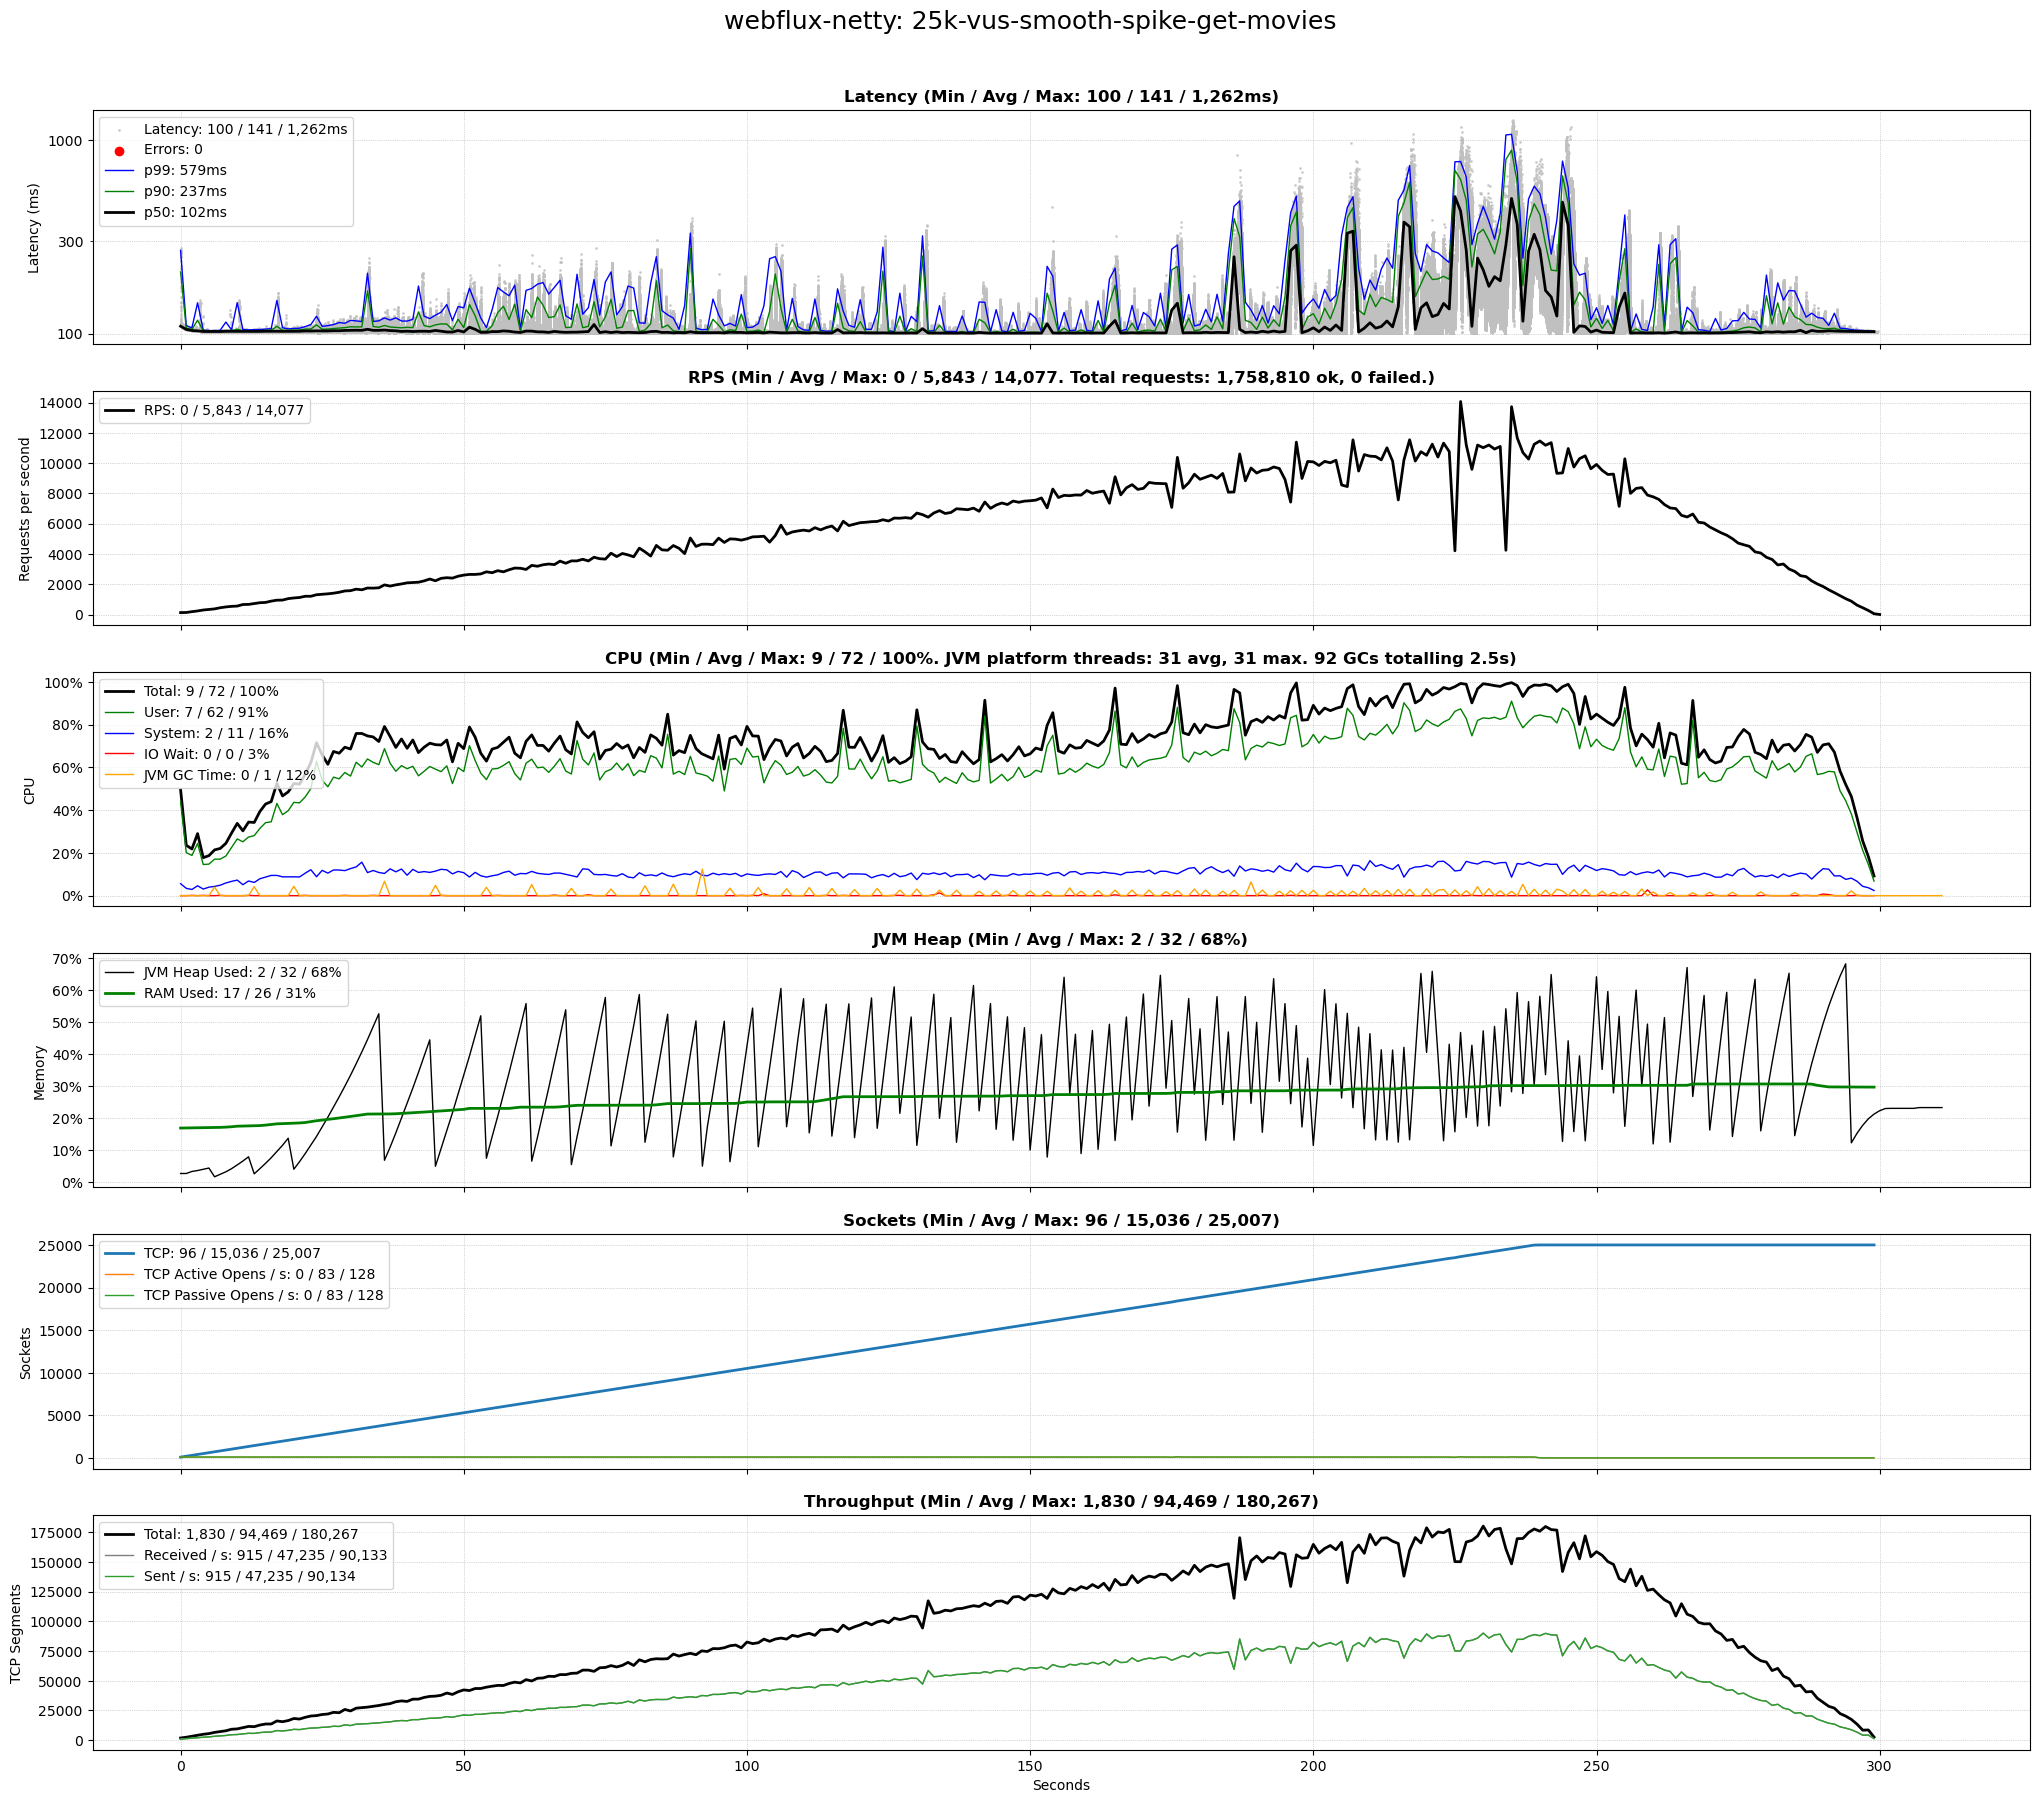 webflux-netty: 25k-vus-smooth-spike-get-movies
Latency (Min / Avg / Max: 100 / 141 / 1,262ms)
Latency (ms)
1000
300
100
Latency: 100 / 141 / 1,262ms
Errors: 0
p99: 579ms
p90: 237ms
p50: 102ms
RPS (Min / Avg / Max: 0 / 5,843 / 14,077. Total requests: 1,758,810 ok, 0 failed.)
Requests per second
14000
12000
10000
8000
6000
4000
2000
0
RPS: 0 / 5,843 / 14,077
CPU (Min / Avg / Max: 9 / 72 / 100%. JVM platform threads: 31 avg, 31 max. 92 GCs totalling 2.5s)
CPU
100%
80%
60%
40%
20%
0%
Total: 9 / 72 / 100%
User: 7 / 62 / 91%
System: 2 / 11 / 16%
IO Wait: 0 / 0 / 3%
JVM GC Time: 0 / 1 / 12%
JVM Heap (Min / Avg / Max: 2 / 32 / 68%)
Memory
70%
60%
50%
40%
30%
20%
10%
0%
JVM Heap Used: 2 / 32 / 68%
RAM Used: 17 / 26 / 31%
Sockets (Min / Avg / Max: 96 / 15,036 / 25,007)
Sockets
25000
20000
15000
10000
5000
0
TCP: 96 / 15,036 / 25,007
TCP Active Opens / s: 0 / 83 / 128
TCP Passive Opens / s: 0 / 83 / 128
Throughput (Min / Avg / Max: 1,830 / 94,469 / 180,267)
TCP Segments
175000
150000
125000
100000
75000
50000
25000
0
Total: 1,830 / 94,469 / 180,267
Received / s: 915 / 47,235 / 90,133
Sent / s: 915 / 47,235 / 90,134
0 50 100 150 200 250 300
Seconds